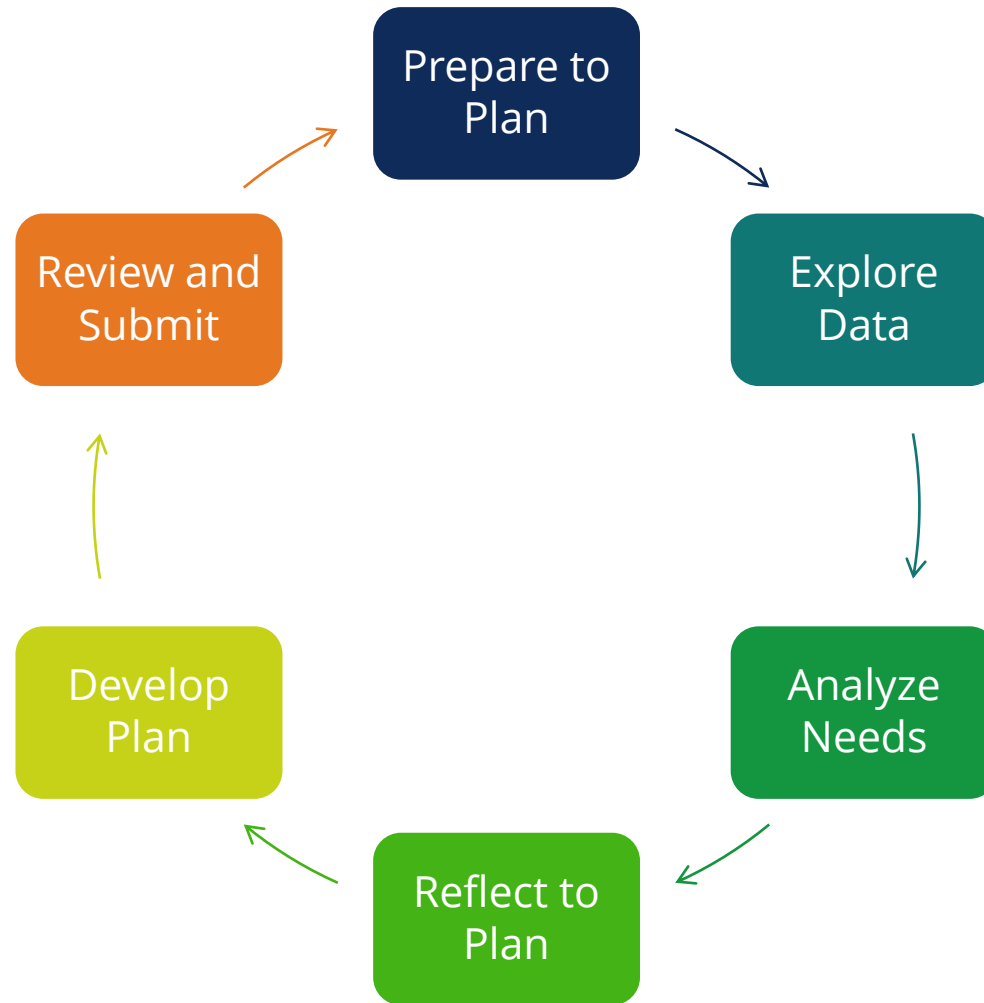 Prepare to
Plan
Explore
Data
Analyze
Needs
Reflect to
Plan
Develop
Plan
Review and
Submit